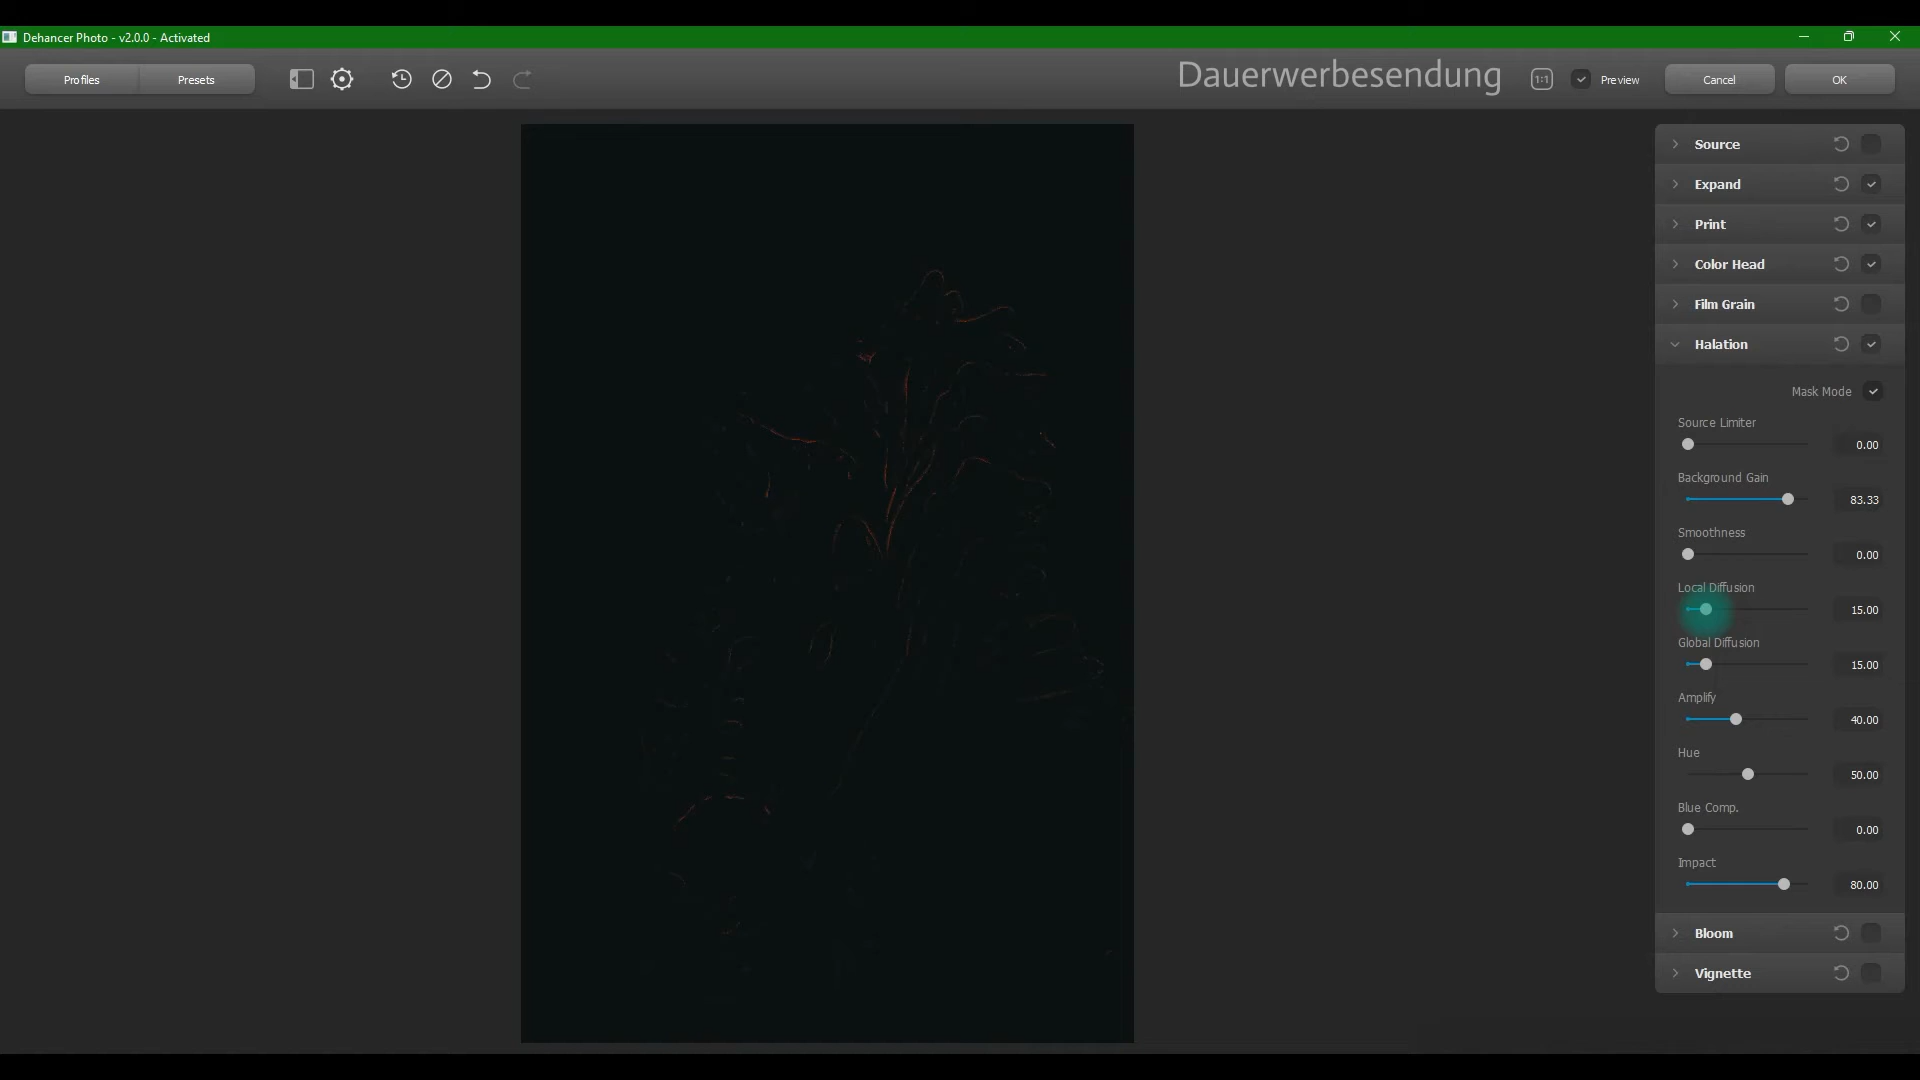 Dehancer Photo - v2.0.0 - Activated
Profiles
Presets
Dauerwerbesendung
1:1
Preview
Cancel
OK
Source
Expand
Print
Color Head
Film Grain
Halation
Mask Mode
Source Limiter
0.00
Background Gain
83.33
Smoothness
0.00
Local Diffusion
15.00
Global Diffusion
15.00
Amplify
40.00
Hue
50.00
Blue Comp.
0.00
Impact
80.00
Bloom
Vignette